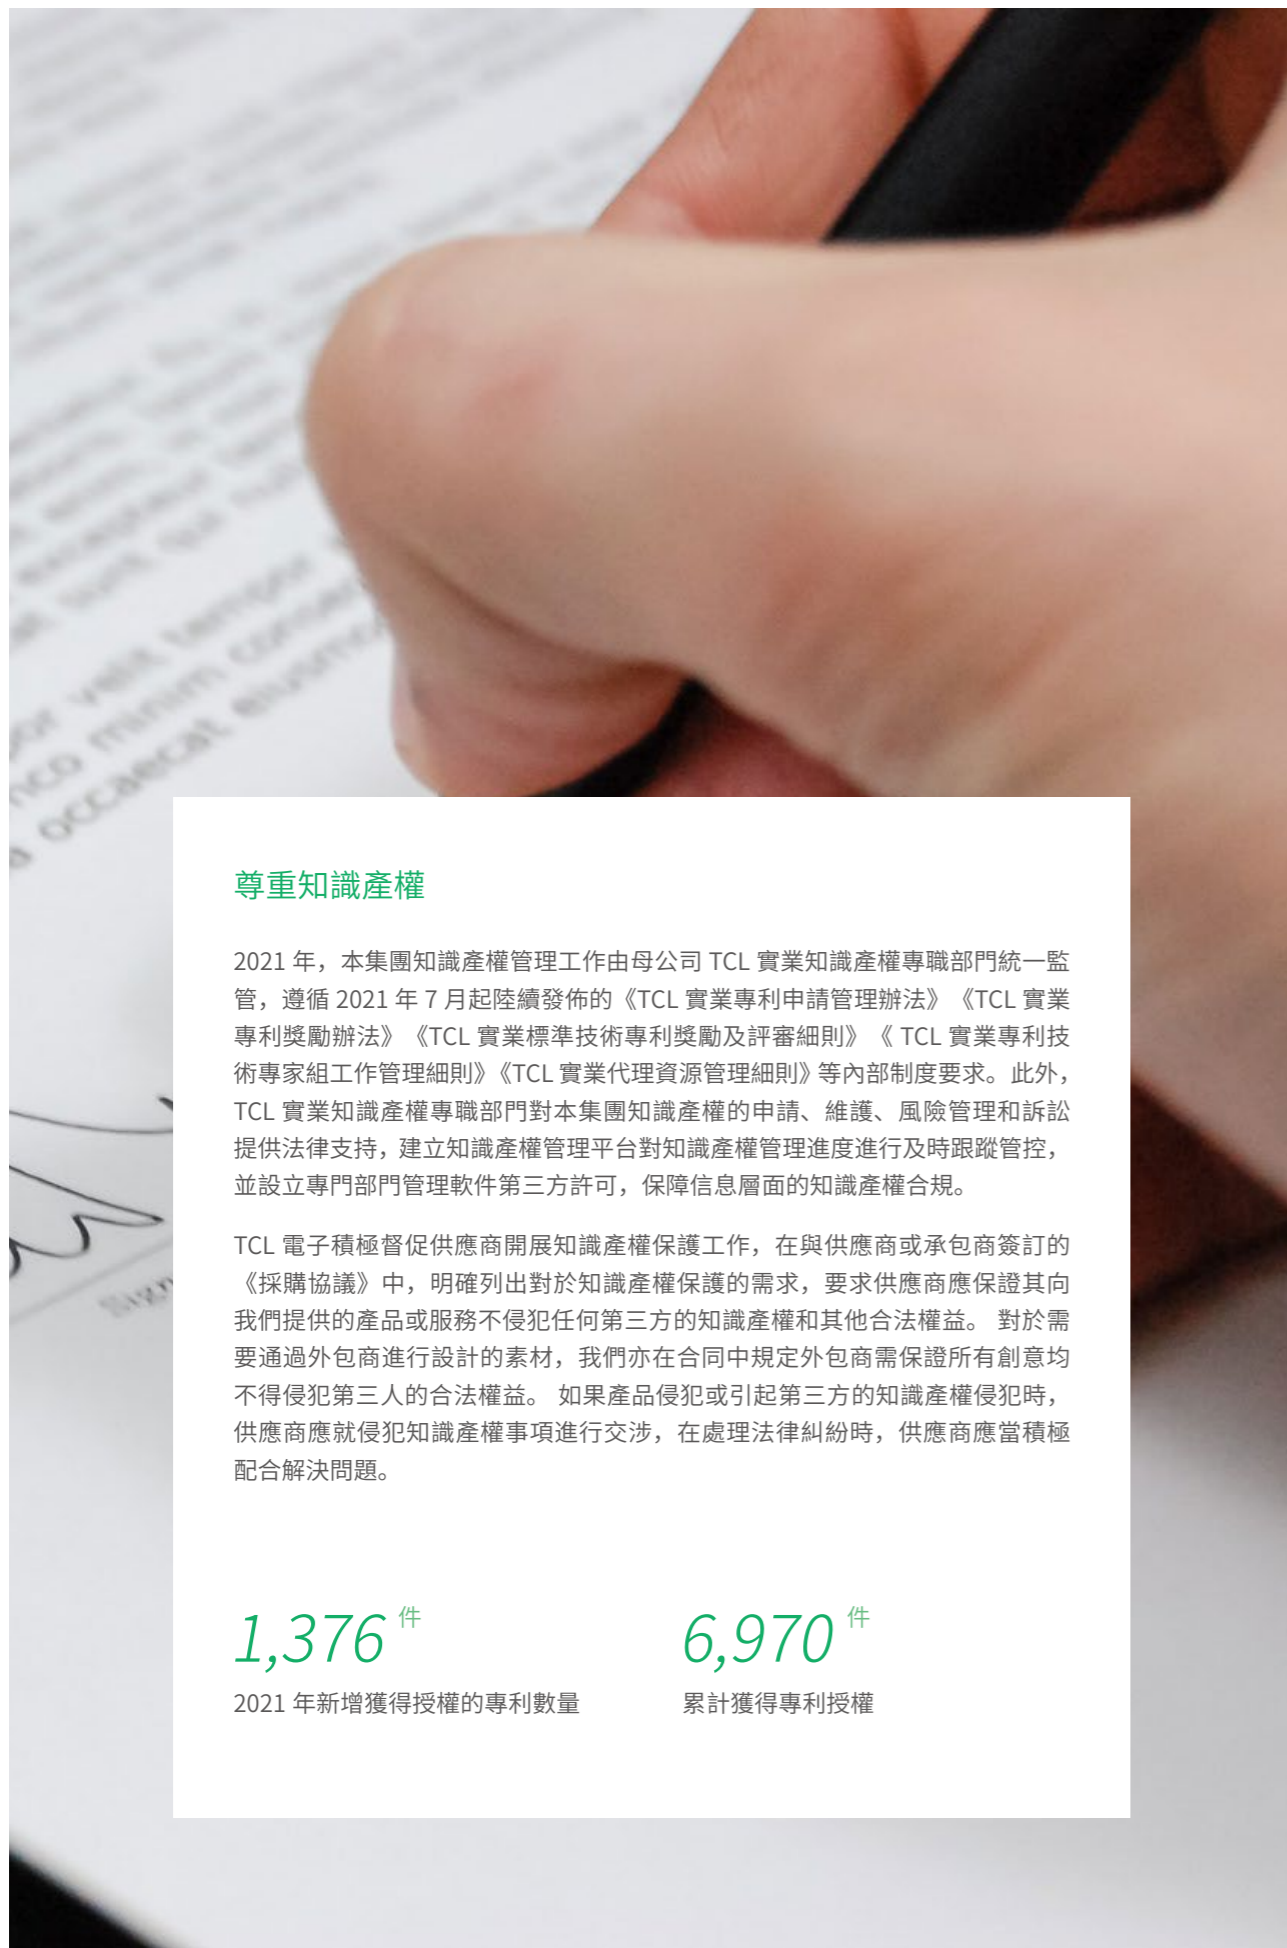 velit tempor
minim
occaecat eiusmod
尊重知識產權
2021 年，本集團知識產權管理工作由母公司 TCL 實業知識產權專職部門統一監
管，遵循 2021 年 7 月起陸續發佈的《TCL 實業專利申請管理辦法》《TCL 實業
專利獎勵辦法》《TCL 實業標準技術專利獎勵及評審細則》《 TCL 實業專利技
術專家組工作管理細則》《TCL 實業代理資源管理細則》等內部制度要求。此外，
TCL 實業知識產權專職部門對本集團知識產權的申請、維護、風險管理和訴訟
提供法律支持，建立知識產權管理平台對知識產權管理進度進行及時跟蹤管控，
並設立專門部門管理軟件第三方許可，保障信息層面的知識產權合規。
TCL 電子積極督促供應商開展知識產權保護工作，在與供應商或承包商簽訂的
《採購協議》中，明確列出對於知識產權保護的需求，要求供應商應保證其向
我們提供的產品或服務不侵犯任何第三方的知識產權和其他合法權益。 對於需
要通過外包商進行設計的素材，我們亦在合同中規定外包商需保證所有創意均
不得侵犯第三人的合法權益。 如果產品侵犯或引起第三方的知識產權侵犯時，
供應商應就侵犯知識產權事項進行交涉，在處理法律糾紛時，供應商應當積極
配合解決問題。
1,376 件
2021 年新增獲得授權的專利數量
6,970 件
累計獲得專利授權